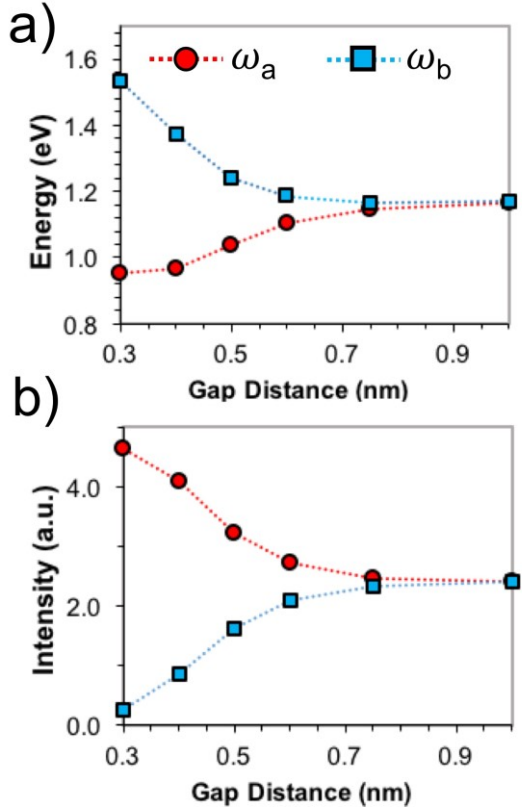 a)
ωa ωb
1.6
1.4
1.2
1.0
0.8
Energy (eV)
0.3 0.5 0.7 0.9
Gap Distance (nm)
b)
4.0
2.0
0.0
Intensity (a.u.)
0.3 0.5 0.7 0.9
Gap Distance (nm)